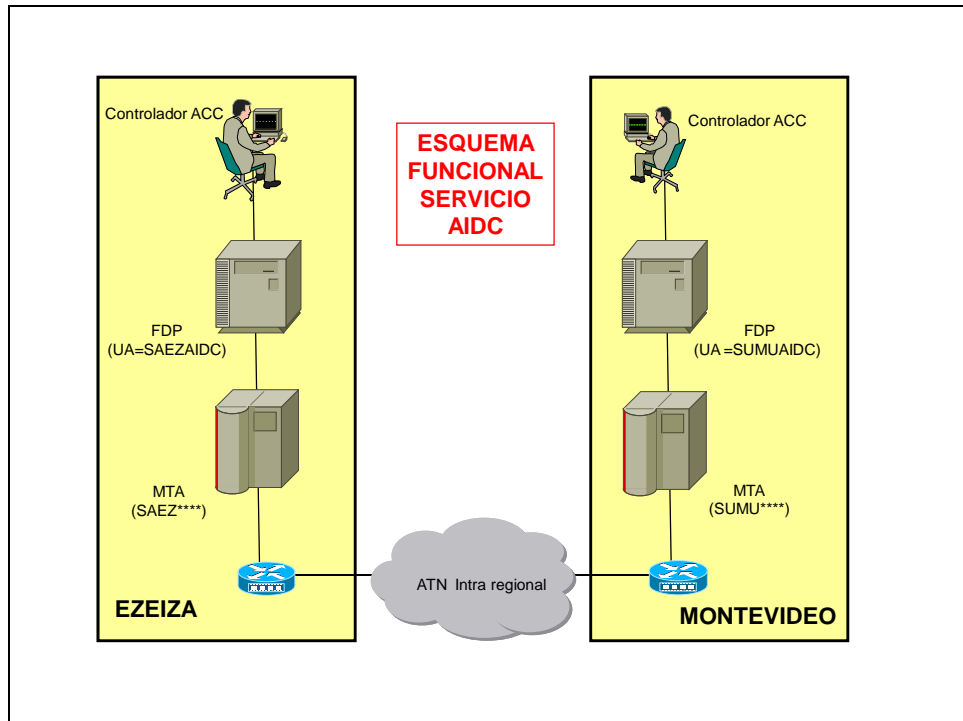 Controlador ACC
FDP
(UA=SAEZAIDC)
MTA
(SAEZ****)
EZEIZA
ESQUEMA
FUNCIONAL
SERVICIO
AIDC
ATN Intra regional
Controlador ACC
FDP
(UA =SUMUAIDC)
MTA
(SUMU****)
MONTEVIDEO